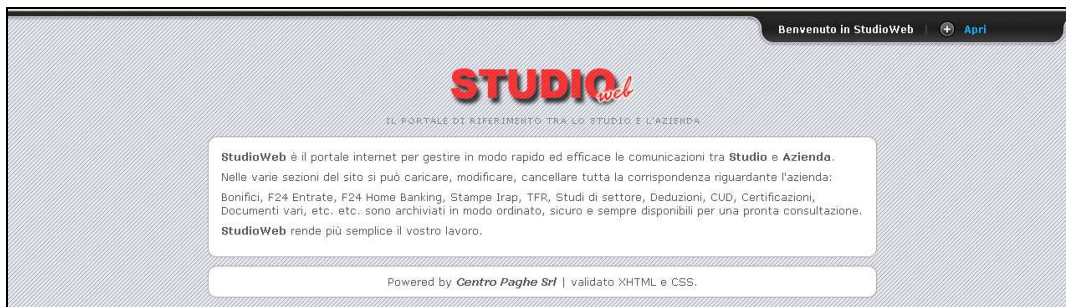 Benvenuto in StudioWeb | Apri
STUDIO web
IL PORTALE DI RIFERIMENTO TRA LO STUDIO E L'AZIENDA
StudioWeb è il portale internet per gestire in modo rapido ed efficace le comunicazioni tra Studio e Azienda.
Nelle varie sezioni del sito si può caricare, modificare, cancellare tutta la corrispondenza riguardante l'azienda:
Bonifici, F24 Entrate, F24 Home Banking, Stampe Irap, TFR, Studi di settore, Deduzioni, CUD, Certificazioni,
Documenti vari, etc. etc. sono archiviati in modo ordinato, sicuro e sempre disponibili per una pronta consultazione.
StudioWeb rende più semplice il vostro lavoro.
Powered by Centro Paghe Srl | validato XHTML e CSS.